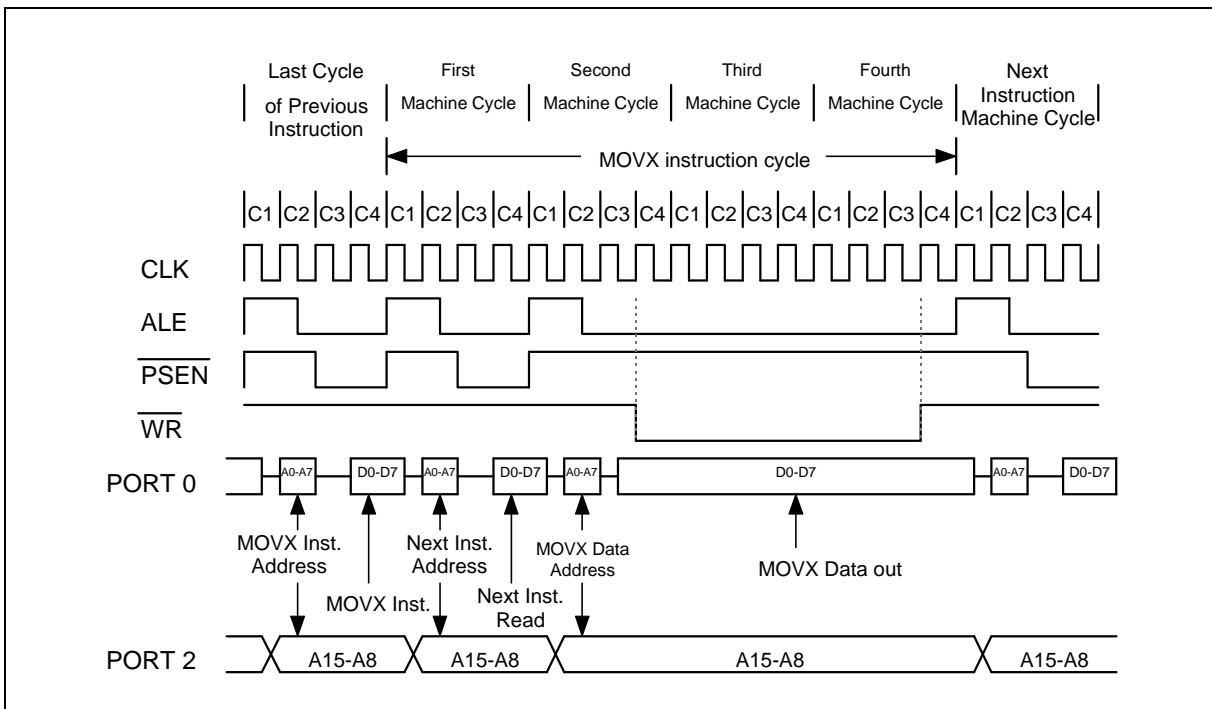 Last Cycle
of Previous
Instruction
First
Machine Cycle
Second
Machine Cycle
Third
Machine Cycle
Fourth
Machine Cycle
Next
Instruction
Machine Cycle
MOVX instruction cycle
C1 C2 C3 C4 C1 C2 C3 C4 C1 C2 C3 C4 C1 C2 C3 C4 C1 C2 C3 C4 C1 C2 C3 C4
CLK
ALE
PSEN
WR
PORT 0
A0-A7 D0-D7 A0-A7 D0-D7 A0-A7 D0-D7 A0-A7 D0-D7
MOVX Inst.
Address
MOVX Inst.
Next Inst.
Address
Next Inst.
Read
MOVX Data
Address
MOVX Data out
PORT 2
A15-A8 A15-A8 A15-A8 A15-A8